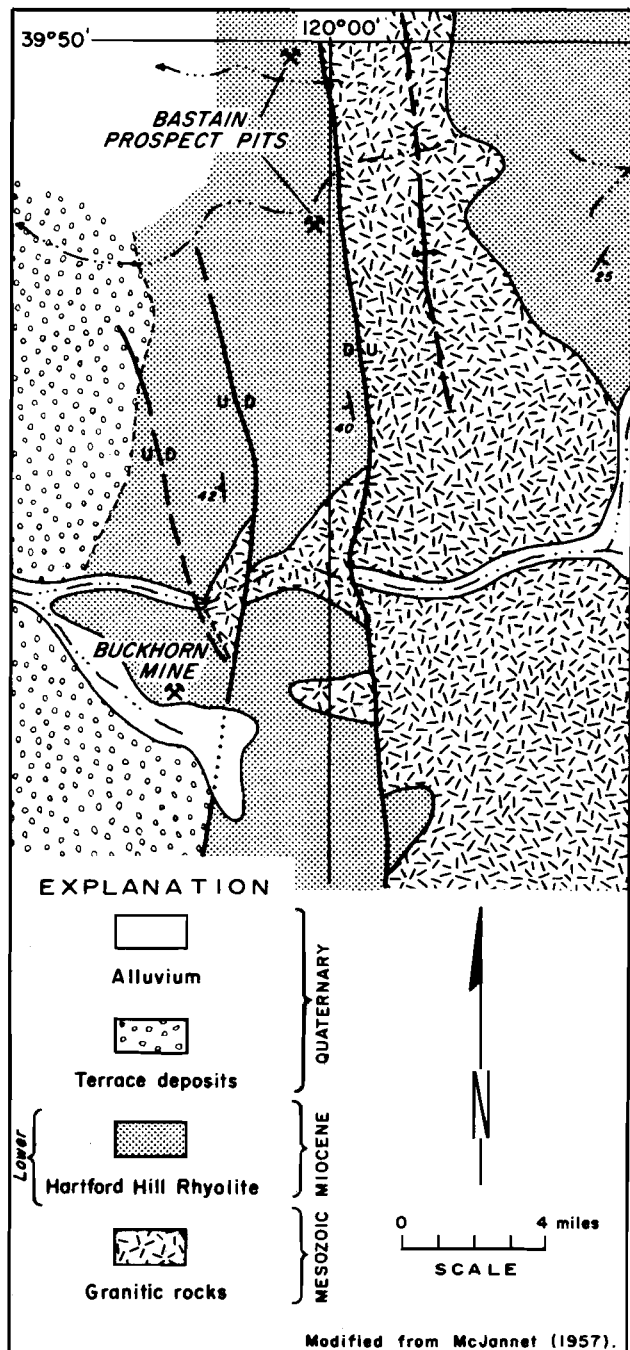 39°50'
120°00'
BASTAIN
PROSPECT PITS
25
D U
40
U D
U D
42
BUCKHORN
MINE
EXPLANATION
Alluvium
Terrace deposits
QUATERNARY
Lower
Hartford Hill Rhyolite
MIOCENE
Granitic rocks
MESOZOIC
N
0 4 miles
SCALE
Modified from McJannet (1957).